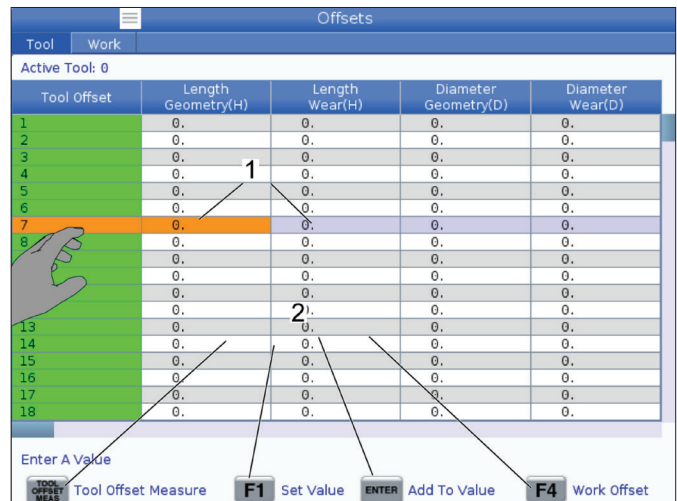 Offsets
Tool Work
Active Tool: 0
Tool Offset Length Geometry(H) Length Wear(H) Diameter Geometry(D) Diameter Wear(D)
1 0. 0. 0. 0.
2 0. 0. 0. 0.
3 0. 0. 0. 0.
4 0. 0. 0. 0.
1
5 0. 0. 0. 0.
6 0. 0. 0. 0.
7 0. 0. 0. 0.
8 0. 0. 0. 0.
0. 0. 0. 0.
0. 0. 0. 0.
0. 0. 0. 0.
0. 0. 0. 0.
2
13 0. 0. 0. 0.
14 0. 0. 0. 0.
15 0. 0. 0. 0.
16 0. 0. 0. 0.
17 0. 0. 0. 0.
18 0. 0. 0. 0.
Enter A Value
TOOL OFFSET MEAS Tool Offset Measure F1 Set Value ENTER Add To Value F4 Work Offset